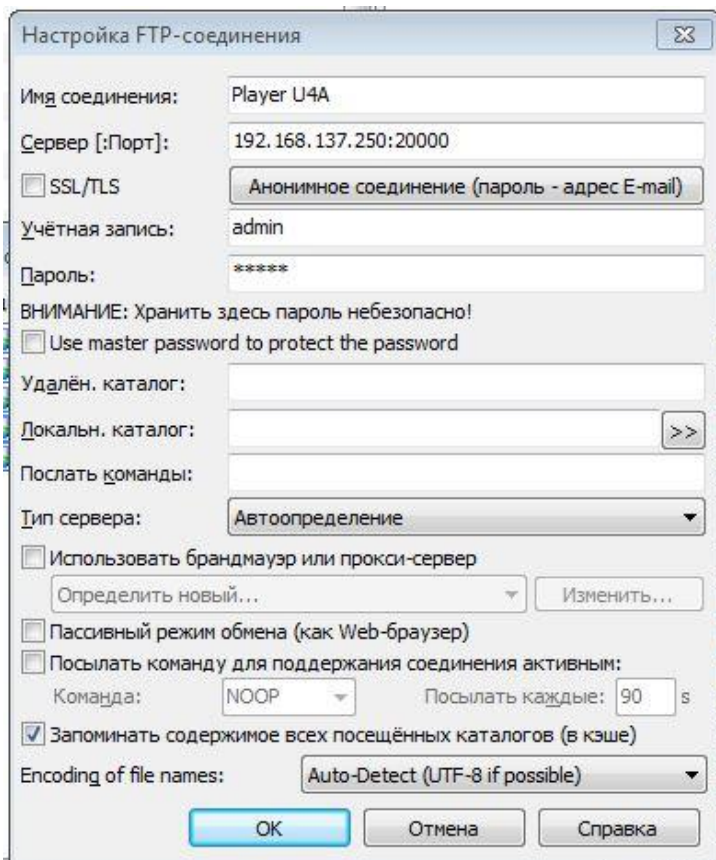 Настройка FTP-соединения
Имя соединения: Player U4A
Сервер [:Порт]: 192.168.137.250:20000
SSL/TLS Анонимное соединение (пароль - адрес E-mail)
Учётная запись: admin
Пароль: *****
ВНИМАНИЕ: Хранить здесь пароль небезопасно!
Use master password to protect the password
Удалён. каталог:
Локальн. каталог: >>
Послать команды:
Тип сервера: Автоопределение
Использовать брандмауэр или прокси-сервер
Определить новый... Изменить...
Пассивный режим обмена (как Web-браузер)
Посылать команду для поддержания соединения активным:
Команда: NOOP Посылать каждые: 90 s
Запоминать содержимое всех посещённых каталогов (в кэше)
Encoding of file names: Auto-Detect (UTF-8 if possible)
OK Отмена Справка